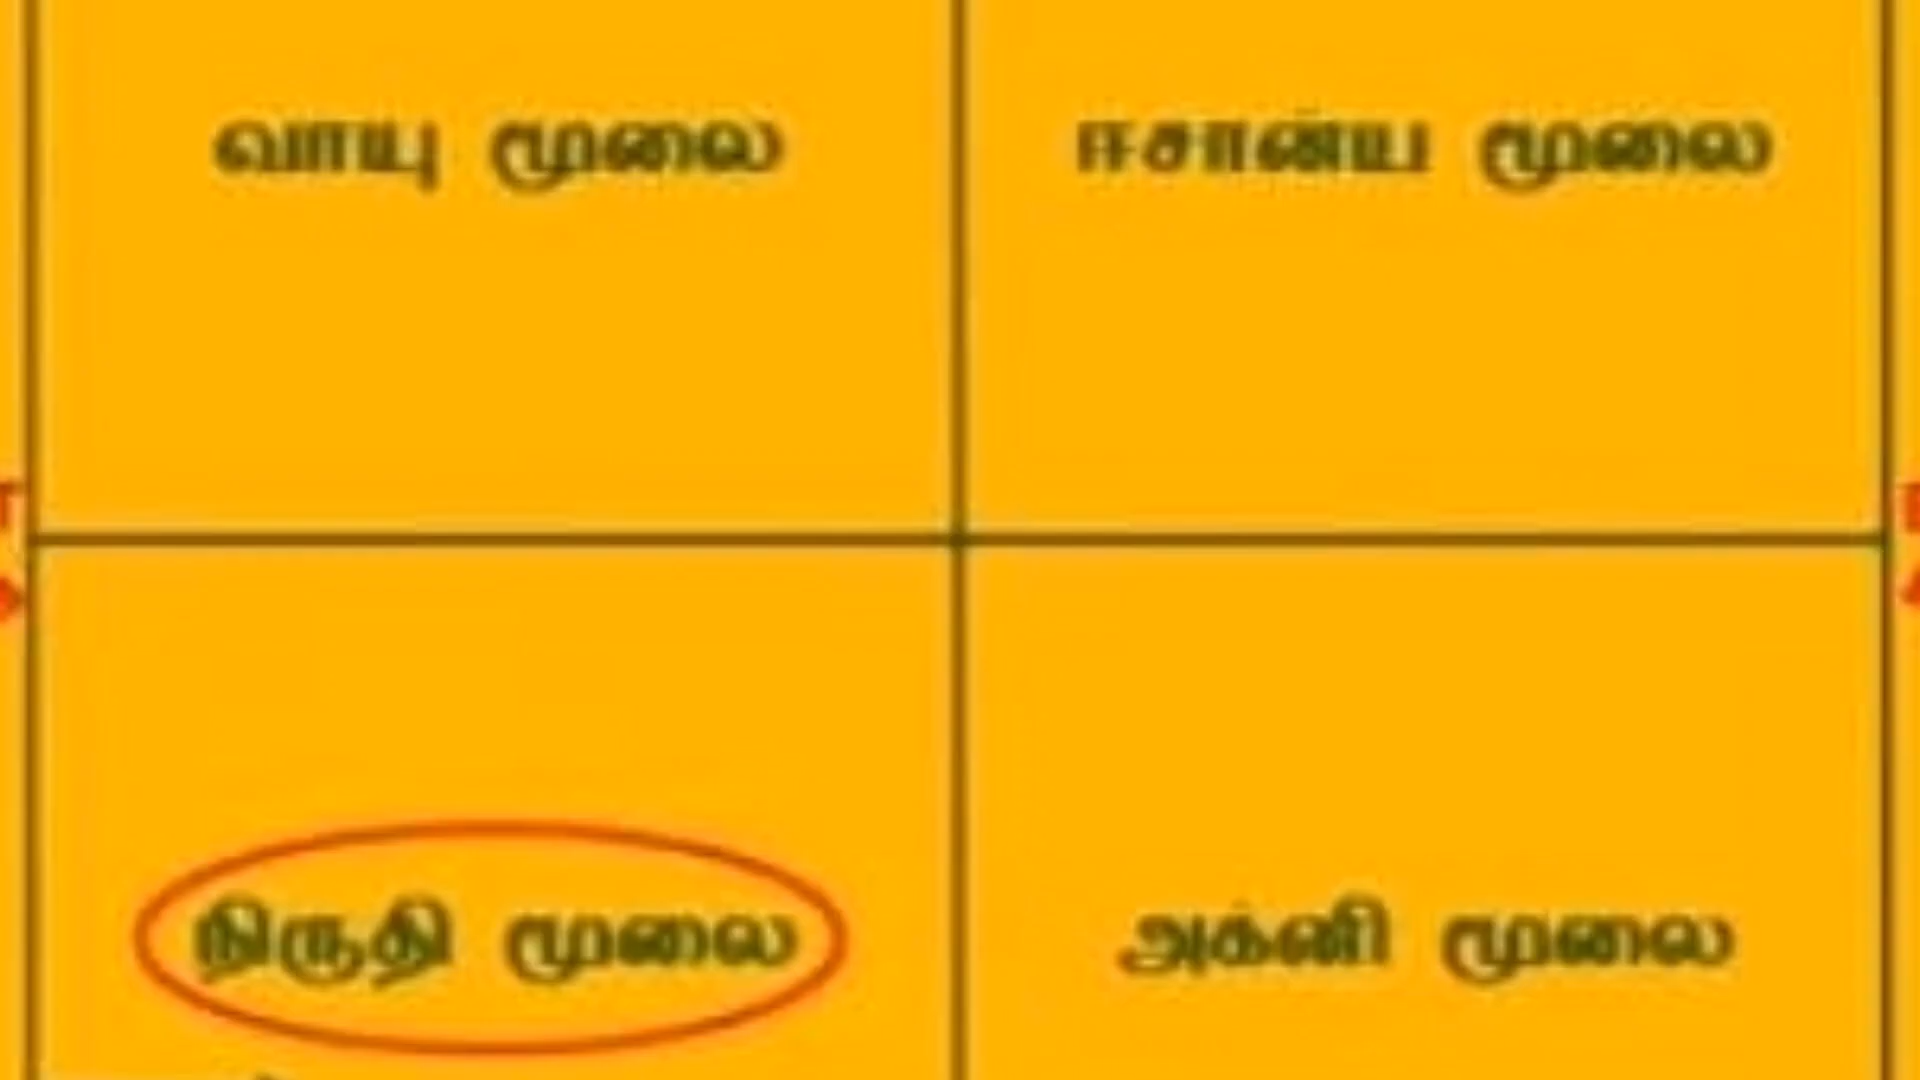 வாயு மூலை
ஈசான்ய மூலை
நிருதி மூலை
அக்னி மூலை